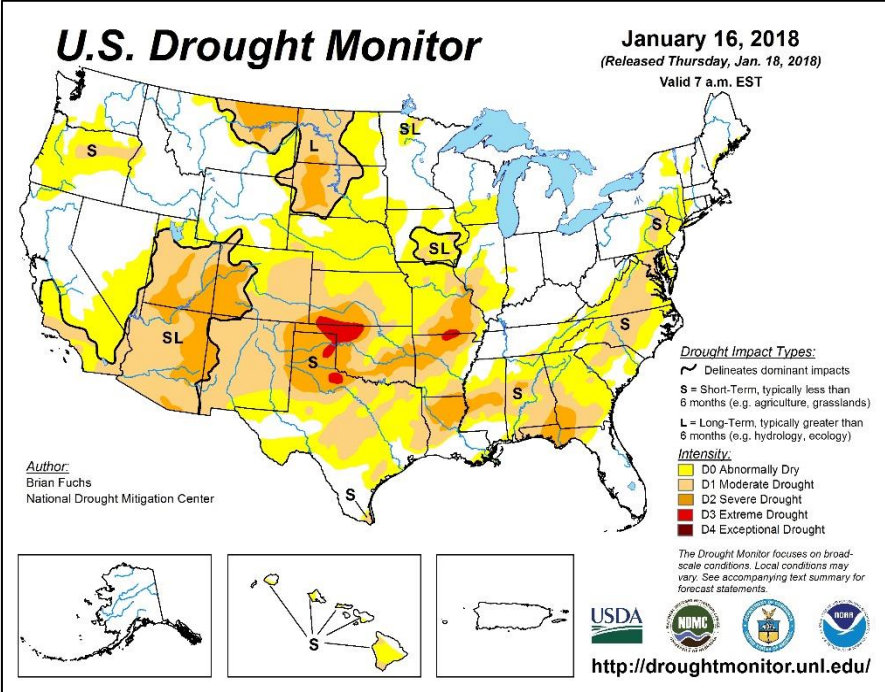 U.S. Drought Monitor
January 16, 2018
(Released Thursday, Jan. 18, 2018)
Valid 7 a.m. EST
S
L
SL
SL
S
SL
S
S
S
S
Drought Impact Types:
Delineates dominant impacts
S = Short-Term, typically less than
6 months (e.g. agriculture, grasslands)
L = Long-Term, typically greater than
6 months (e.g. hydrology, ecology)
Intensity:
D0 Abnormally Dry
D1 Moderate Drought
D2 Severe Drought
D3 Extreme Drought
D4 Exceptional Drought
Author:
Brian Fuchs
National Drought Mitigation Center
The Drought Monitor focuses on broad-
scale conditions. Local conditions may
vary. See accompanying text summary for
forecast statements.
S
USDA
NDMC
NOAA
http://droughtmonitor.unl.edu/